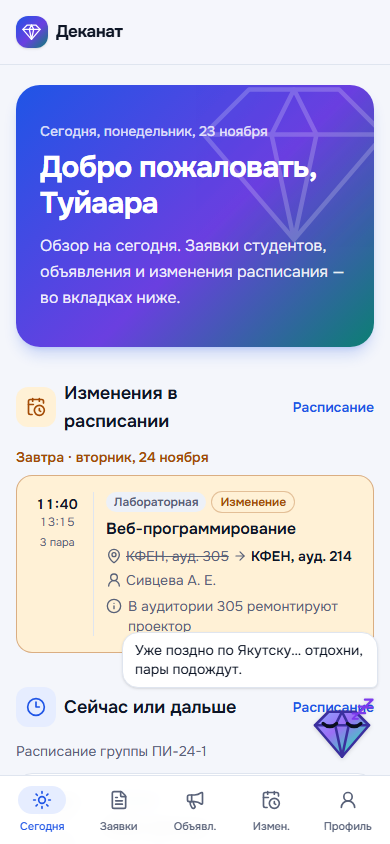 Деканат
Сегодня, понедельник, 23 ноября
Добро пожаловать,
Туйаара
Обзор на сегодня. Заявки студентов,
объявления и изменения расписания —
во вкладках ниже.
Изменения в
расписании
Расписание
Завтра · вторник, 24 ноября
11:40
13:15
3 пара
Лабораторная
Изменение
Веб-программирование
КФЕН, ауд. 305 → КФЕН, ауд. 214
Сивцева А. Е.
В аудитории 305 ремонтируют
проектор
Уже поздно по Якутску... отдохни,
пары подождут.
Сейчас или дальше
Расписание
Расписание группы ПИ-24-1
Сегодня
Заявки
Объявл.
Измен.
Профиль